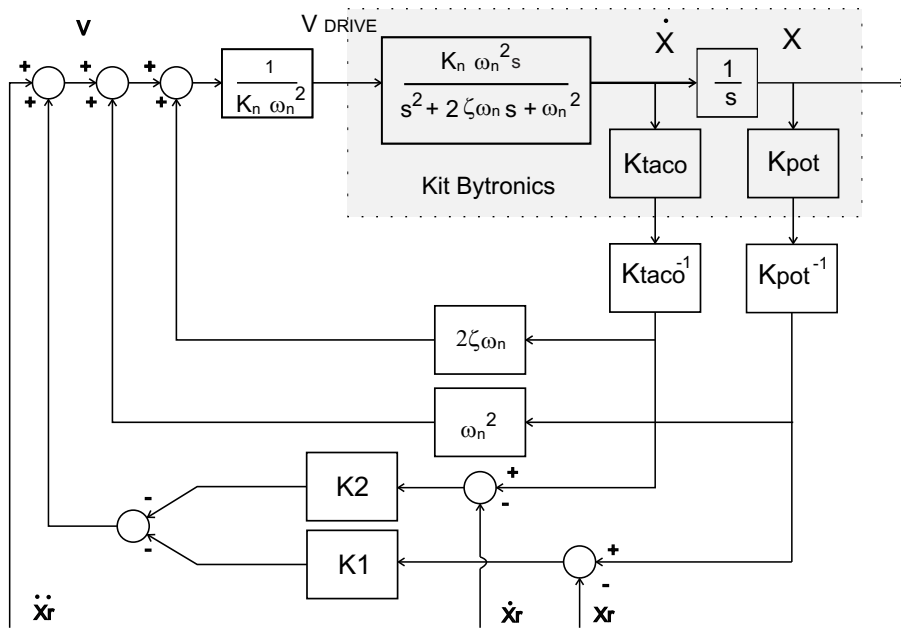 V
V DRIVE
Ẋ
X
1
Kn ωn²
Kn ωn² s
s² + 2 ζωn s + ωn²
1
s
Ktaco
Kpot
Kit Bytronics
Ktaco⁻¹
Kpot⁻¹
2ζωn
ωn²
K2
K1
+
+
+
+
+
+
+
-
-
-
+
-
ẍr
ẋr
xr